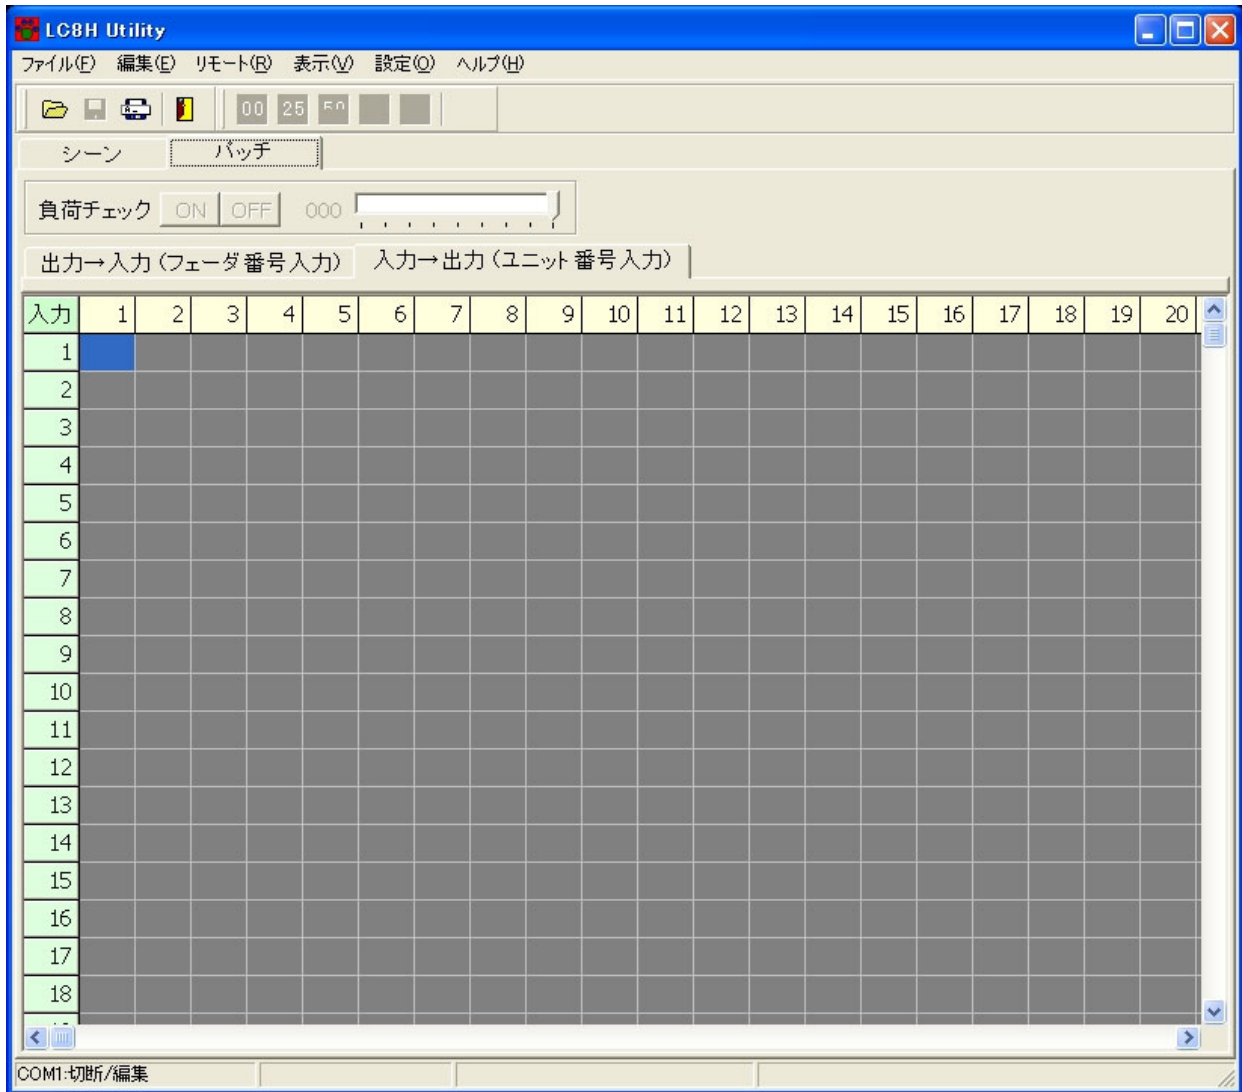 LC8H Utility
ファイル(F) 編集(E) リモート(R) 表示(V) 設定(O) ヘルプ(H)
00 25 50
シーン パッチ
負荷チェック ON OFF 000
出力→入力(フェーダ番号入力) 入力→出力(ユニット番号入力)
入力 1 2 3 4 5 6 7 8 9 10 11 12 13 14 15 16 17 18 19 20
1
2
3
4
5
6
7
8
9
10
11
12
13
14
15
16
17
18
COM1:切断/編集